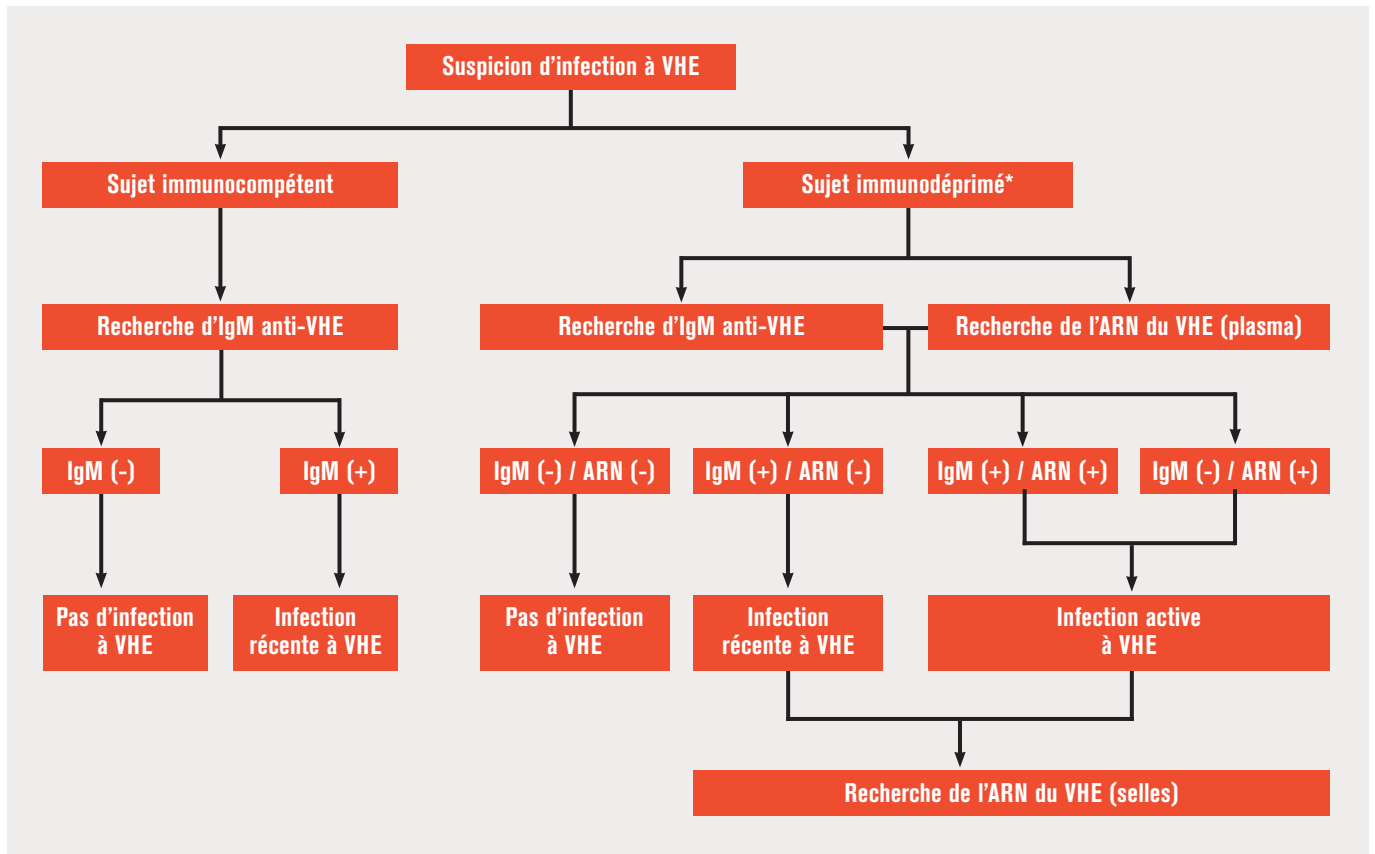 Suspicion d'infection à VHE
Sujet immunocompétent
Sujet immunodéprimé*
Recherche d'IgM anti-VHE
Recherche d'IgM anti-VHE
Recherche de l'ARN du VHE (plasma)
IgM (-)
IgM (+)
IgM (-) / ARN (-)
IgM (+) / ARN (-)
IgM (+) / ARN (+)
IgM (-) / ARN (+)
Pas d'infection
à VHE
Infection
récente à VHE
Pas d'infection
à VHE
Infection
récente à VHE
Infection active
à VHE
Recherche de l'ARN du VHE (selles)